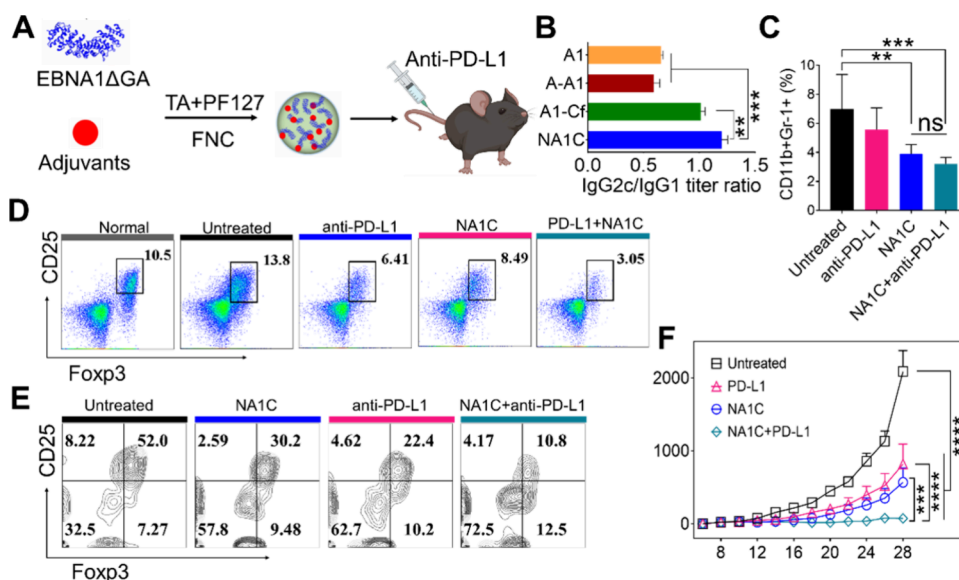 A
EBNA1ΔGA
Adjuvants
TA+PF127
FNC
Anti-PD-L1
B
A1
A-A1
A1-Cf
NA1C
**
***
0.0 0.5 1.0 1.5
IgG2c/IgG1 titer ratio
C
CD11b+Gr-1+ (%)
10
8
6
4
2
0
***
**
ns
Untreated
anti-PD-L1
NA1C
NA1C+anti-PD-L1
D
CD25
Foxp3
Normal
10.5
Untreated
13.8
anti-PD-L1
6.41
NA1C
8.49
PD-L1+NA1C
3.05
E
CD25
Foxp3
Untreated
8.22 52.0
32.5 7.27
NA1C
2.59 30.2
57.8 9.48
anti-PD-L1
4.62 22.4
62.7 10.2
NA1C+anti-PD-L1
4.17 10.8
72.5 12.5
F
Untreated
PD-L1
NA1C
NA1C+PD-L1
2000
1000
0
8 12 16 20 24 28
***
****
****